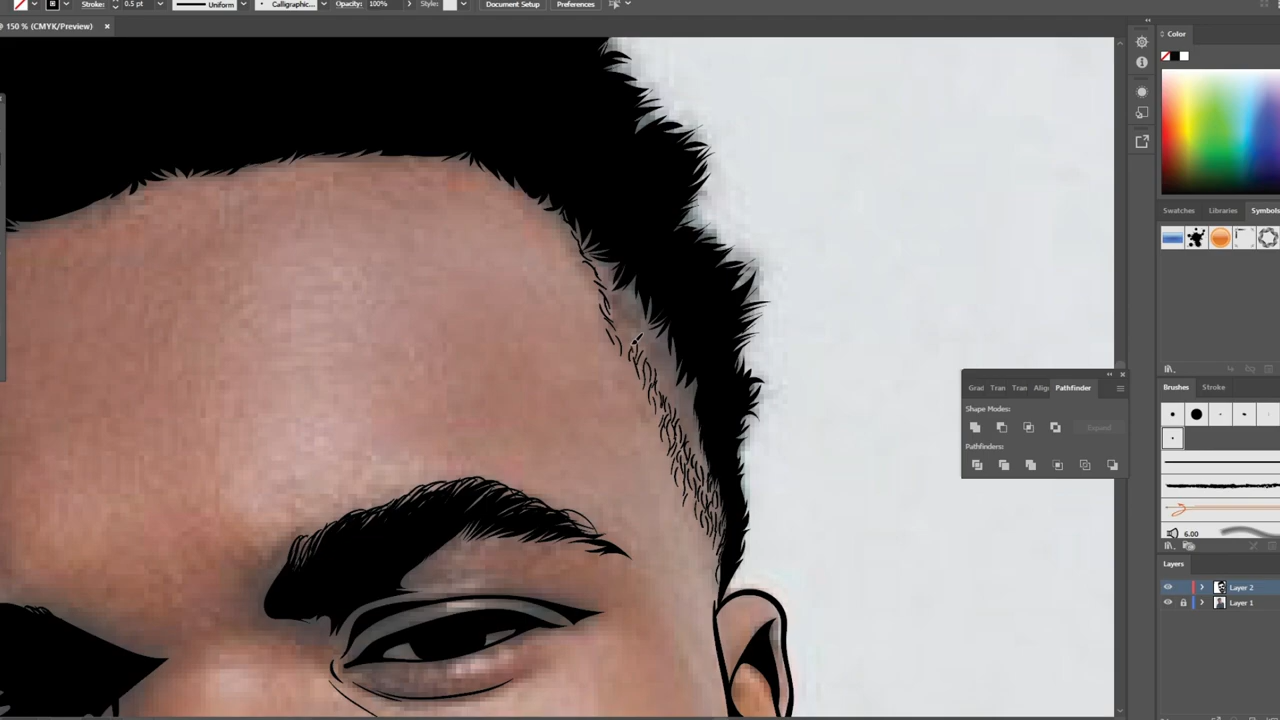 Stroke: 0.5 pt Uniform Calligraphic... Opacity: 100% Style: Document Setup Preferences
@ 150 % (CMYK/Preview) ×
Color
Swatches Libraries Symbols
Brushes Stroke
Grad Tran Tran Align Pathfinder
Shape Modes:
Expand
Pathfinders:
6.00
Layers
Layer 2
Layer 1